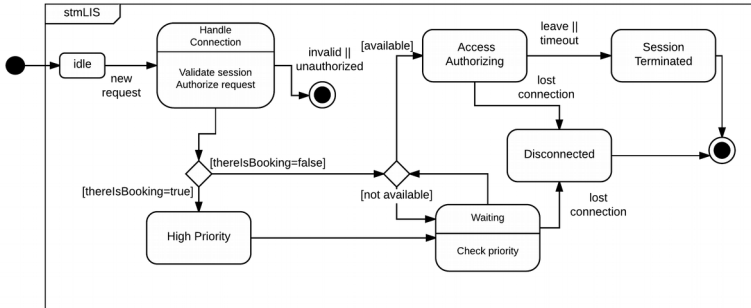 stmLIS
idle
new
request
Handle
Connection
Validate session
Authorize request
invalid ||
unauthorized
[available]
Access
Authorizing
leave ||
timeout
Session
Terminated
lost
connection
Disconnected
[thereIsBooking=false]
[thereIsBooking=true]
[not available]
High Priority
Waiting
Check priority
lost
connection